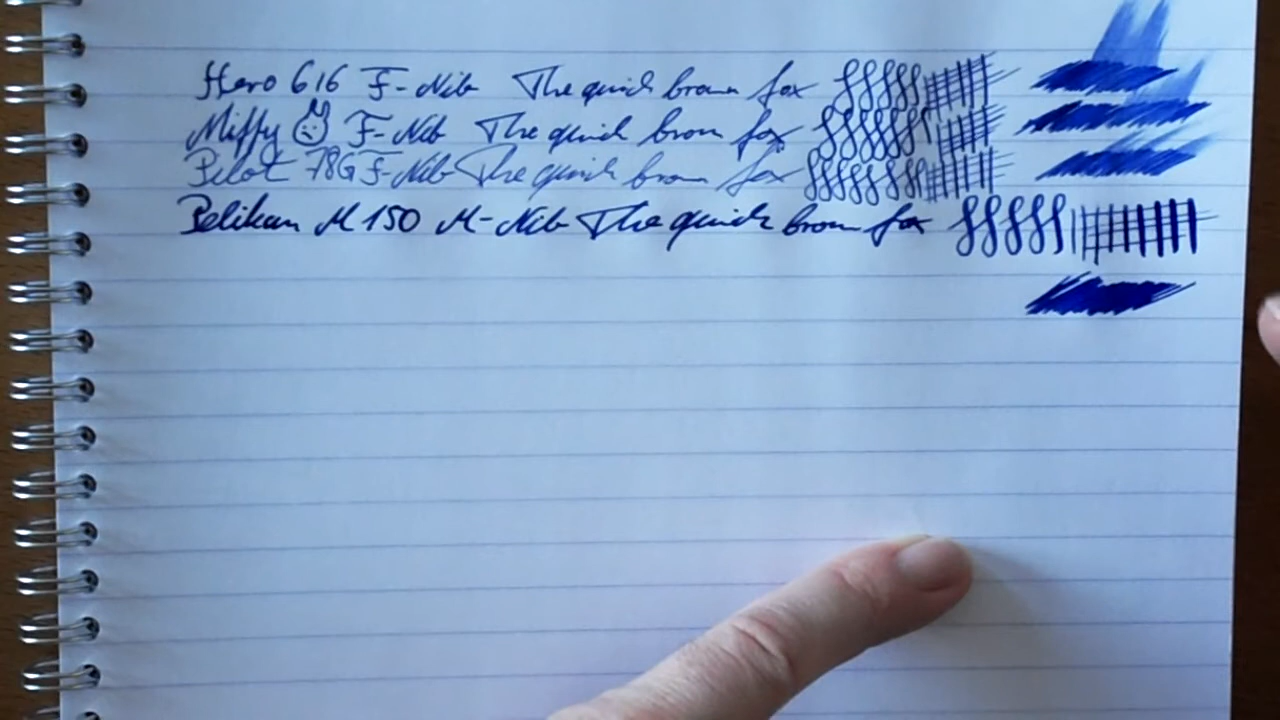 Hero 616 F-Nib The quick brown fox
Miffy F-Nib The quick brown fox
Pilot 78G F-Nib The quick brown fox
Pelikan M 150 M-Nib The quick brown fox